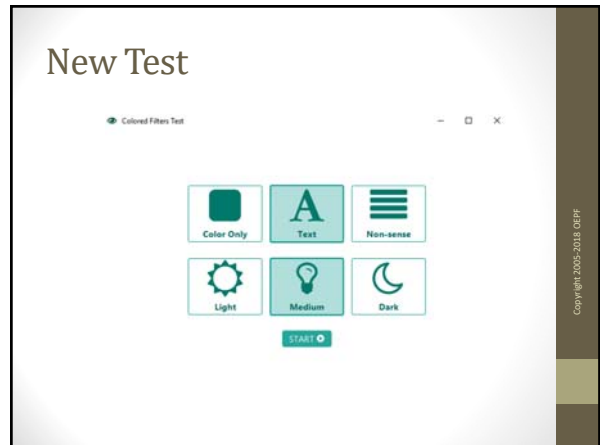 New Test
Colored Filters Test
Color Only
A
Text
Non-sense
Light
Medium
Dark
START
Copyright 2005-2018 OEPF